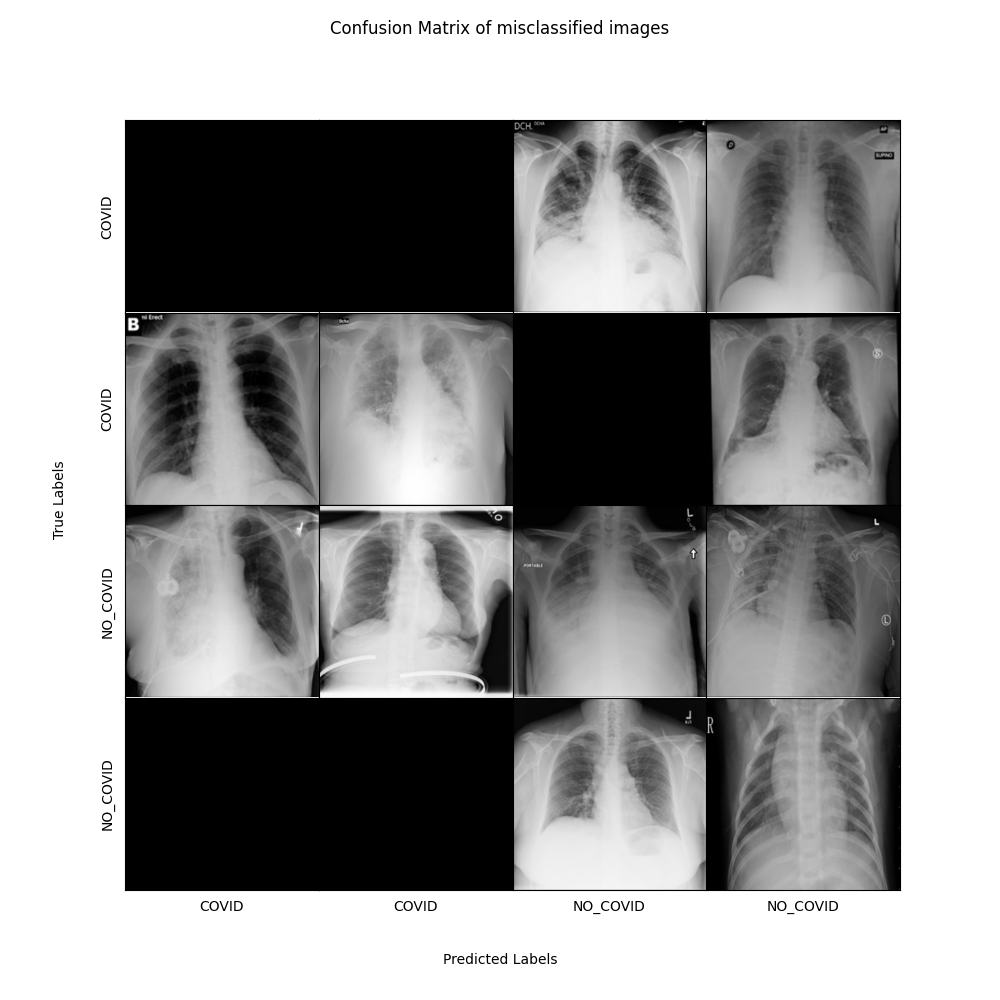 Confusion Matrix of misclassified images
True Labels
COVID
DCH.
SUPINO
COVID
B
NO_COVID
L
PORTABLE
L
L
NO_COVID
R
COVID
COVID
NO_COVID
NO_COVID
Predicted Labels